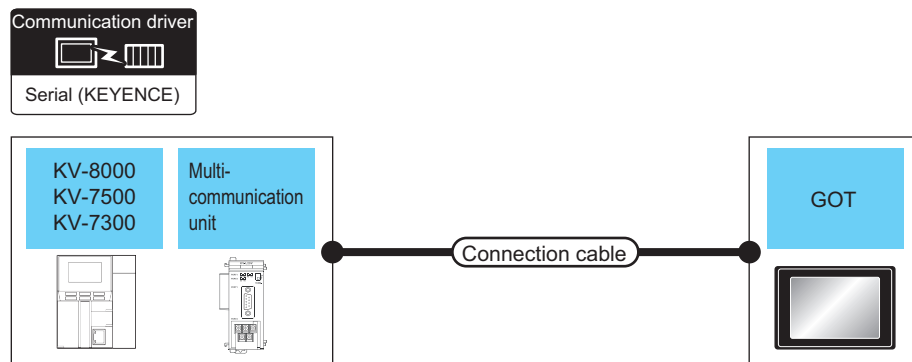 Communication driver
Serial (KEYENCE)
KV-8000
KV-7500
KV-7300
Multi-
communication
unit
Connection cable
GOT